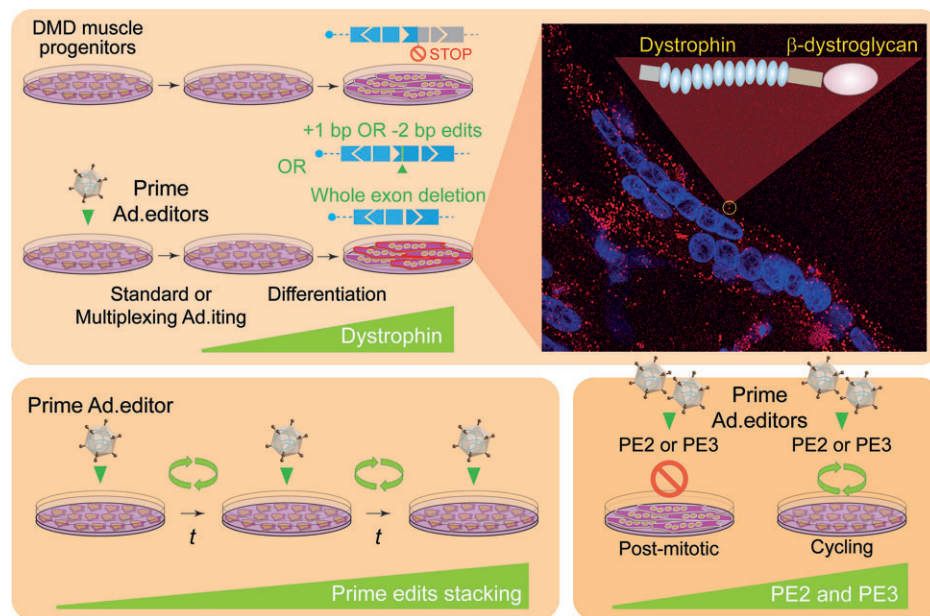 DMD muscle
progenitors
STOP
+1 bp OR -2 bp edits
OR
Whole exon deletion
Prime
Ad.editors
Standard or
Multiplexing Ad.iting
Differentiation
Dystrophin
Dystrophin
β-dystroglycan
Prime Ad.editor
t
t
Prime edits stacking
Prime
Ad.editors
PE2 or PE3
PE2 or PE3
Post-mitotic
Cycling
PE2 and PE3